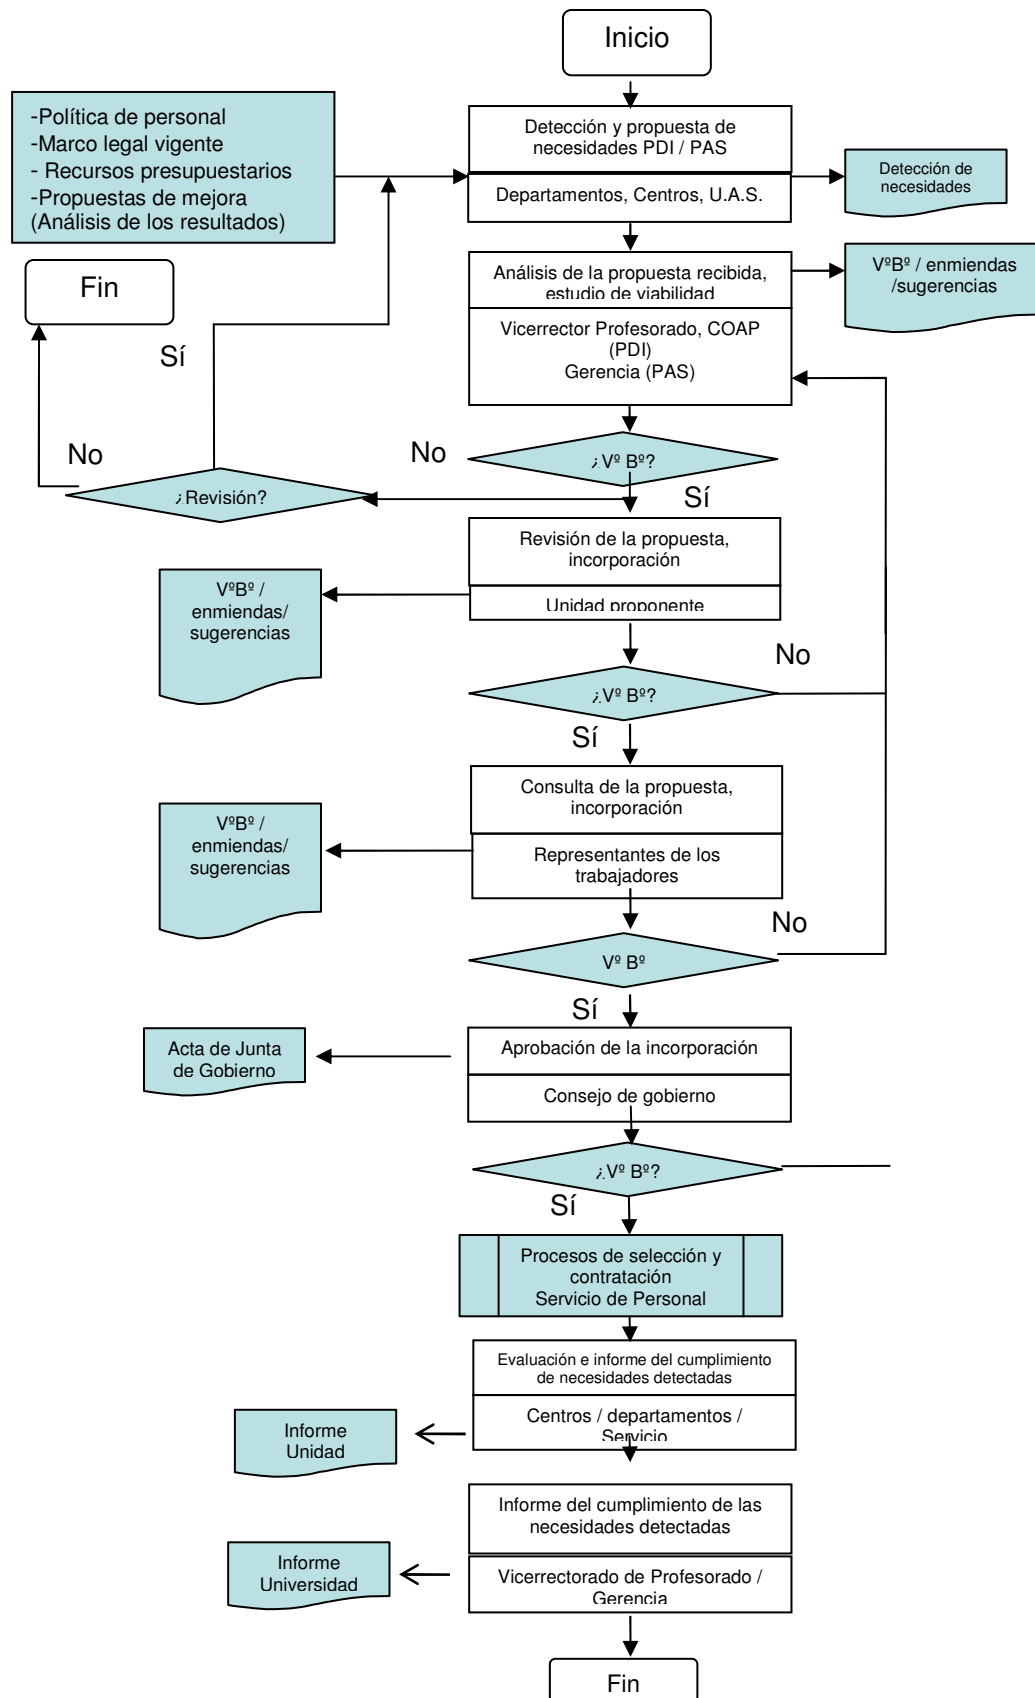 Inicio
-Política de personal
-Marco legal vigente
- Recursos presupuestarios
-Propuestas de mejora
(Análisis de los resultados)
Detección y propuesta de
necesidades PDI / PAS
Departamentos, Centros, U.A.S.
Detección de
necesidades
Análisis de la propuesta recibida,
estudio de viabilidad
Vicerrector Profesorado, COAP
(PDI)
Gerencia (PAS)
VºBº / enmiendas
/sugerencias
Fin
Sí
No
¿Revisión?
No
¿Vº Bº?
Sí
Revisión de la propuesta,
incorporación
Unidad proponente
VºBº /
enmiendas/
sugerencias
No
¿Vº Bº?
Sí
Consulta de la propuesta,
incorporación
Representantes de los
trabajadores
VºBº /
enmiendas/
sugerencias
No
Vº Bº
Sí
Aprobación de la incorporación
Consejo de gobierno
Acta de Junta
de Gobierno
¿Vº Bº?
Sí
Procesos de selección y
contratación
Servicio de Personal
Evaluación e informe del cumplimiento
de necesidades detectadas
Centros / departamentos /
Servicio
Informe
Unidad
Informe del cumplimiento de las
necesidades detectadas
Vicerrectorado de Profesorado /
Gerencia
Informe
Universidad
Fin